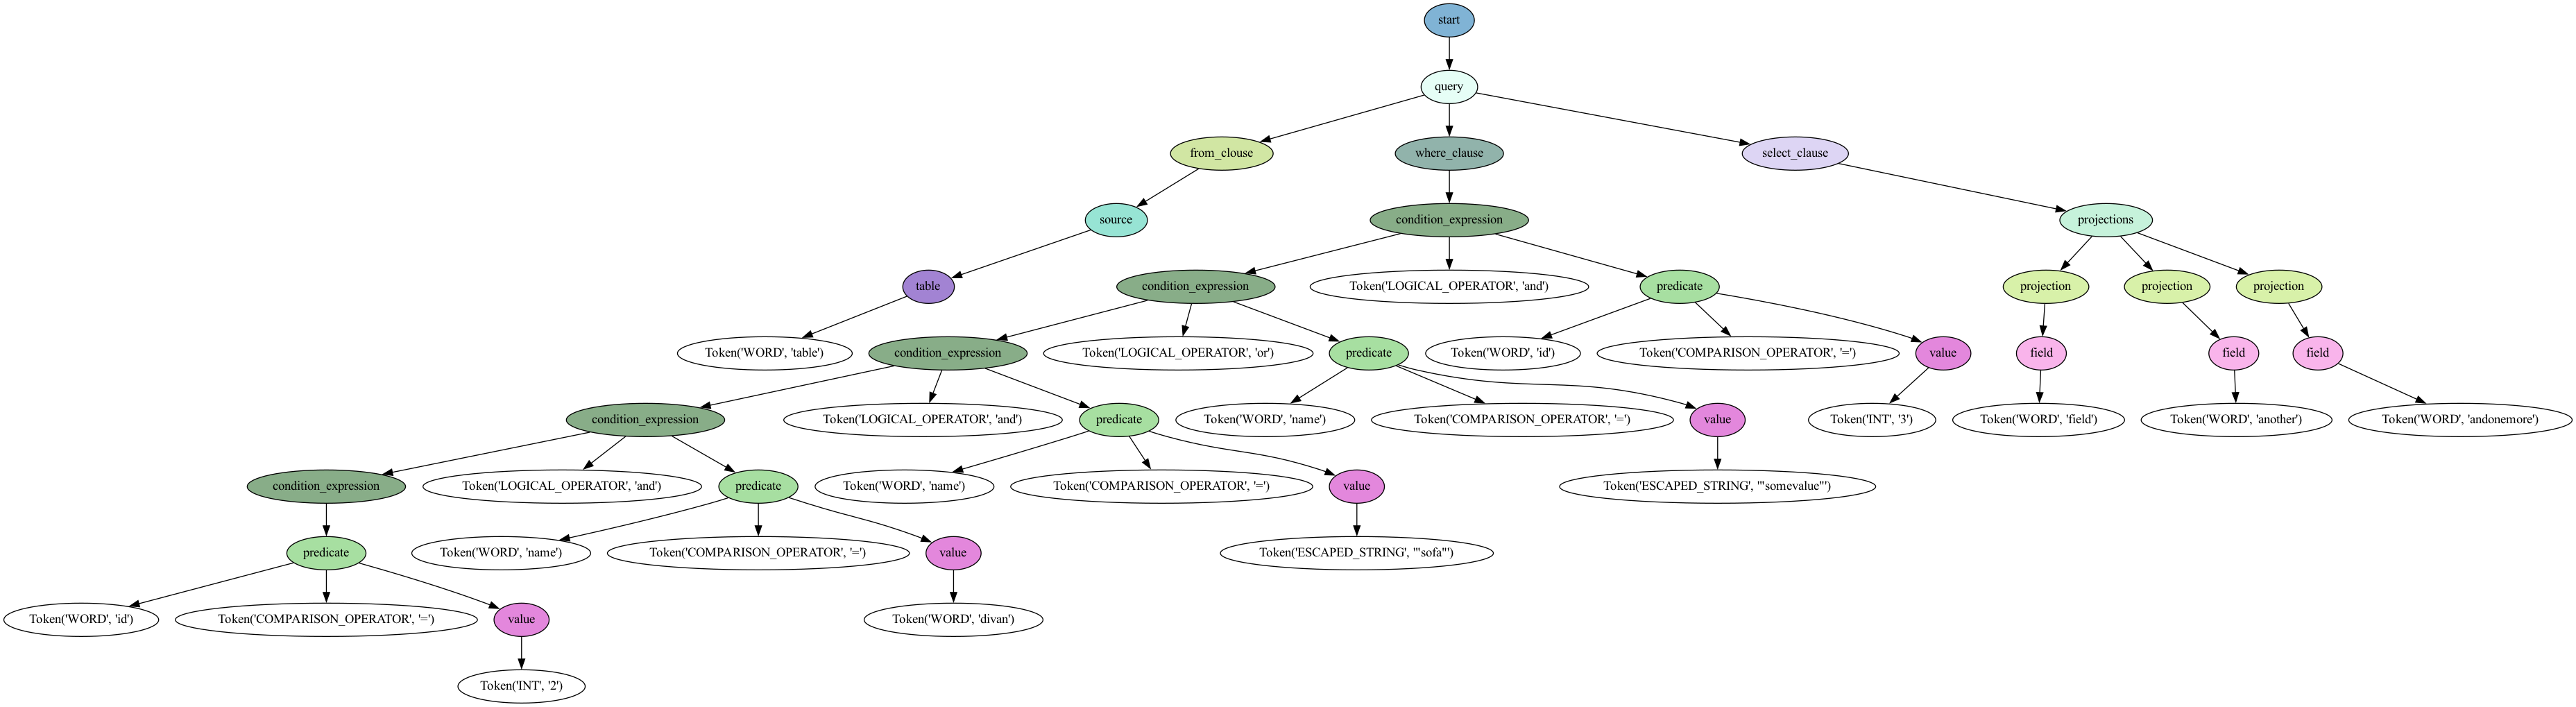 start
query
from_clouse
where_clause
select_clause
source
condition_expression
projections
table
condition_expression
Token('LOGICAL_OPERATOR', 'and')
predicate
projection
projection
projection
Token('WORD', 'table')
condition_expression
Token('LOGICAL_OPERATOR', 'or')
predicate
Token('WORD', 'id')
Token('COMPARISON_OPERATOR', '=')
value
field
field
field
condition_expression
Token('LOGICAL_OPERATOR', 'and')
predicate
Token('WORD', 'name')
Token('COMPARISON_OPERATOR', '=')
value
Token('INT', '3')
Token('WORD', 'field')
Token('WORD', 'another')
Token('WORD', 'andonemore')
condition_expression
Token('LOGICAL_OPERATOR', 'and')
predicate
Token('WORD', 'name')
Token('COMPARISON_OPERATOR', '=')
value
Token('ESCAPED_STRING', '"somevalue"')
predicate
Token('WORD', 'name')
Token('COMPARISON_OPERATOR', '=')
value
Token('ESCAPED_STRING', '"sofa"')
Token('WORD', 'id')
Token('COMPARISON_OPERATOR', '=')
value
Token('WORD', 'divan')
Token('INT', '2')